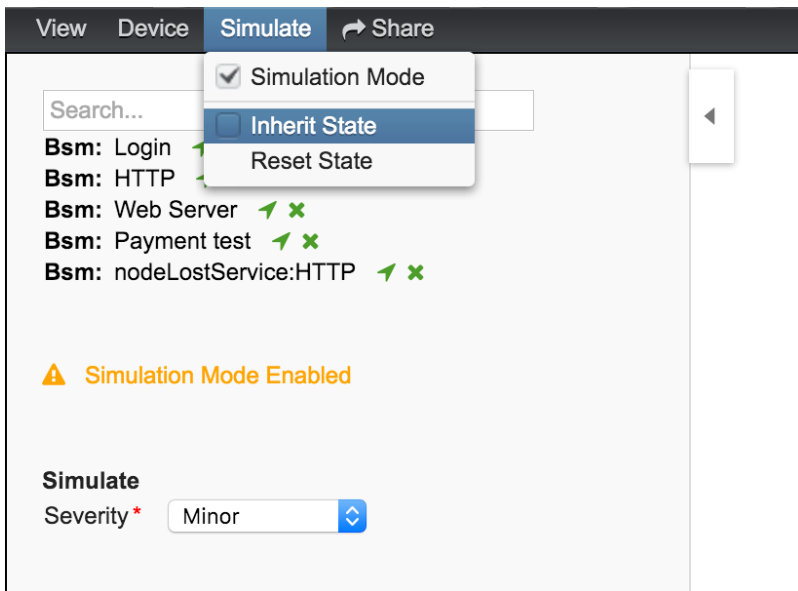 View Device Simulate Share
Simulation Mode
Search...
Inherit State
Reset State
Bsm: Login
Bsm: HTTP
Bsm: Web Server
Bsm: Payment test
Bsm: nodeLostService:HTTP
Simulation Mode Enabled
Simulate
Severity* Minor